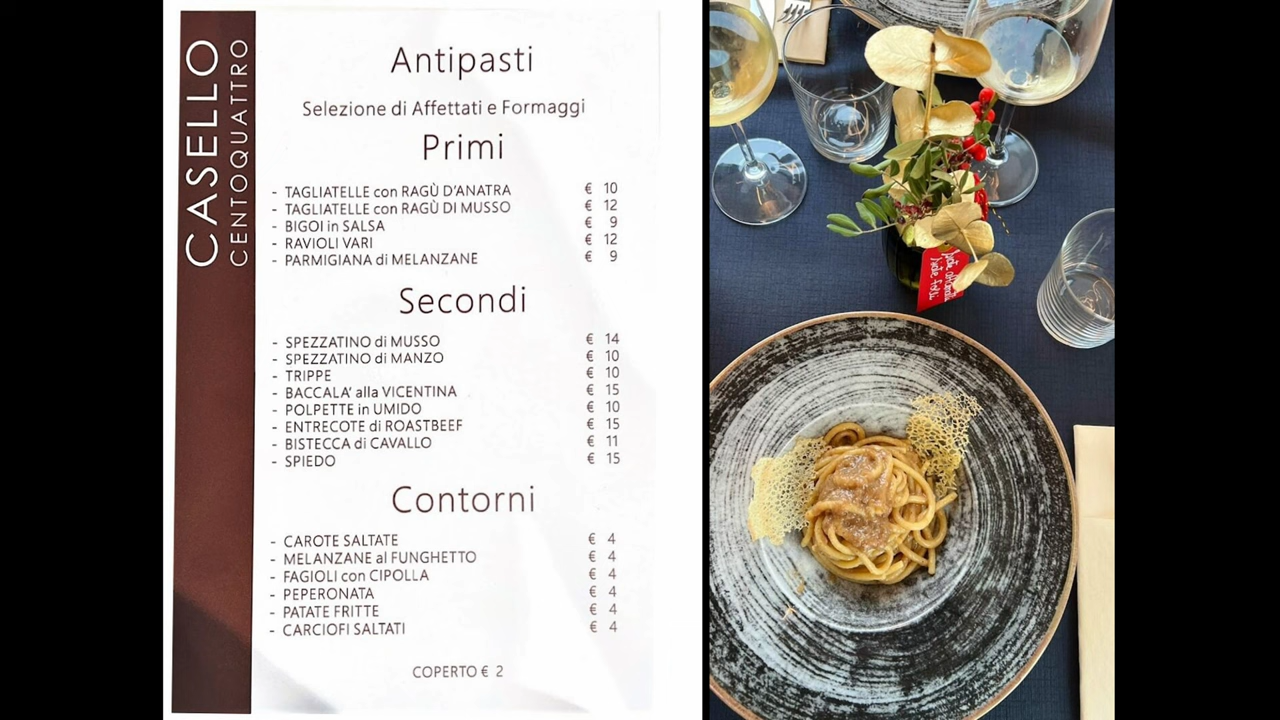 CASELLO
CENTOQUATTRO
Antipasti
Selezione di Affettati e Formaggi
Primi
- TAGLIATELLE con RAGÙ D'ANATRA € 10
- TAGLIATELLE con RAGÙ DI MUSSO € 12
- BIGOI in SALSA € 9
- RAVIOLI VARI € 12
- PARMIGIANA di MELANZANE € 9
Secondi
- SPEZZATINO di MUSSO € 14
- SPEZZATINO di MANZO € 10
- TRIPPE € 10
- BACCALA' alla VICENTINA € 15
- POLPETTE in UMIDO € 10
- ENTRECOTE di ROASTBEEF € 15
- BISTECCA di CAVALLO € 11
- SPIEDO € 15
Contorni
- CAROTE SALTATE € 4
- MELANZANE al FUNGHETTO € 4
- FAGIOLI con CIPOLLA € 4
- PEPERONATA € 4
- PATATE FRITTE € 4
- CARCIOFI SALTATI € 4
COPERTO € 2